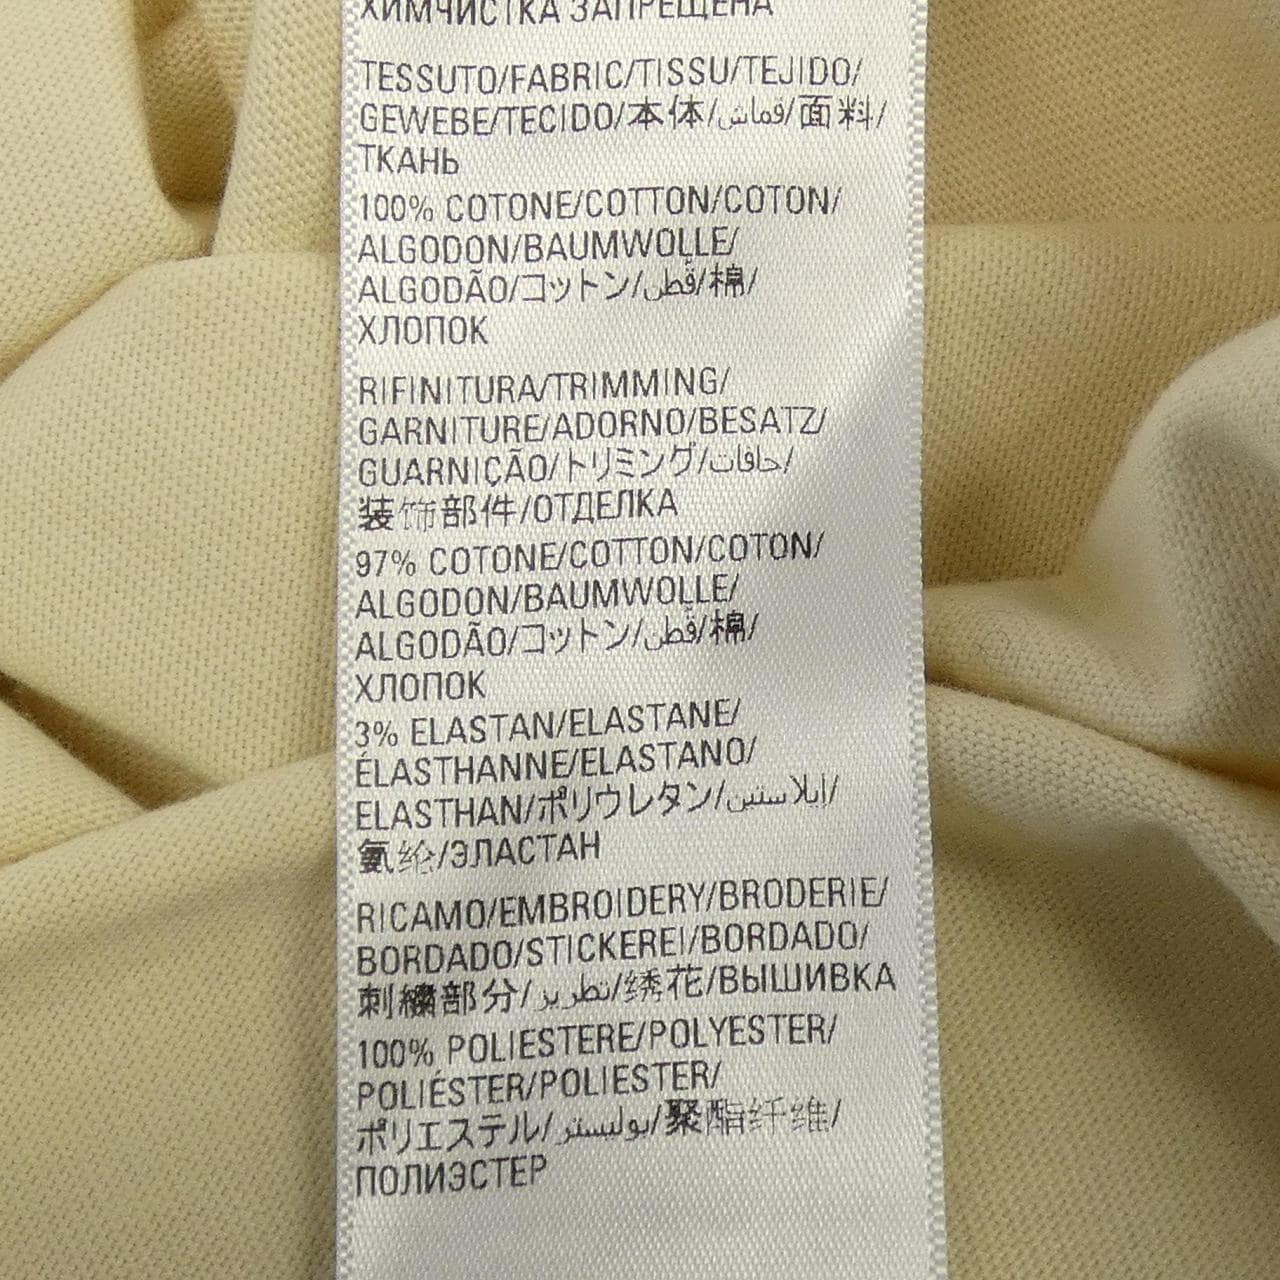 ХИМЧИСТКА ЗАПРЕЩЕНА
TESSUTO/FABRIC/TISSU/TEJIDO/
GEWEBE/TECIDO/本体/قماش/面料/
ТКАНЬ
100% COTONE/COTTON/COTON/
ALGODON/BAUMWOLLE/
ALGODÃO/コットン/قطن/棉/
ХЛОПОК
RIFINITURA/TRIMMING/
GARNITURE/ADORNO/BESATZ/
GUARNIÇÃO/トリミング/حافات/
装饰部件/ОТДЕЛКА
97% COTONE/COTTON/COTON/
ALGODON/BAUMWOLLE/
ALGODÃO/コットン/قطن/棉/
ХЛОПОК
3% ELASTAN/ELASTANE/
ÉLASTHANNE/ELASTANO/
ELASTHAN/ポリウレタン/إيلاستين/
氨纶/ЭЛАСТАН
RICAMO/EMBROIDERY/BRODERIE/
BORDADO/STICKEREI/BORDADO/
刺繍部分/تطريز/绣花/ВЫШИВКА
100% POLIESTERE/POLYESTER/
POLIÉSTER/POLIESTER/
ポリエステル/بوليستر/聚酯纤维/
ПОЛИЭСТЕР